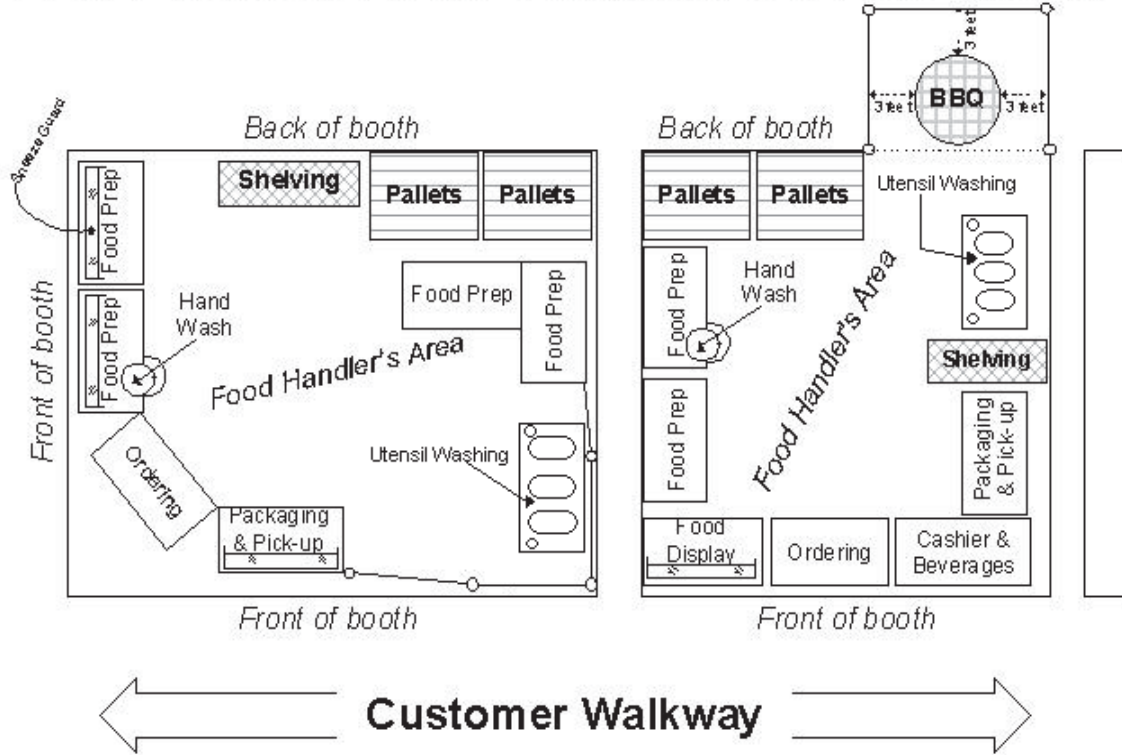 3 feet
3 feet
BBQ
3 feet
Back of booth
Back of booth
Sneeze Guard
Shelving
Pallets
Pallets
Pallets
Pallets
Utensil Washing
Food Prep
Food Prep
Food Prep
Hand
Wash
Front of booth
Food Prep
Food Handler's Area
Food Prep
Hand
Wash
Food Handler's Area
Shelving
Ordering
Utensil Washing
Packaging
& Pick-up
Food Prep
Packaging
& Pick-up
Food
Display
Ordering
Cashier &
Beverages
Front of booth
Front of booth
Customer Walkway